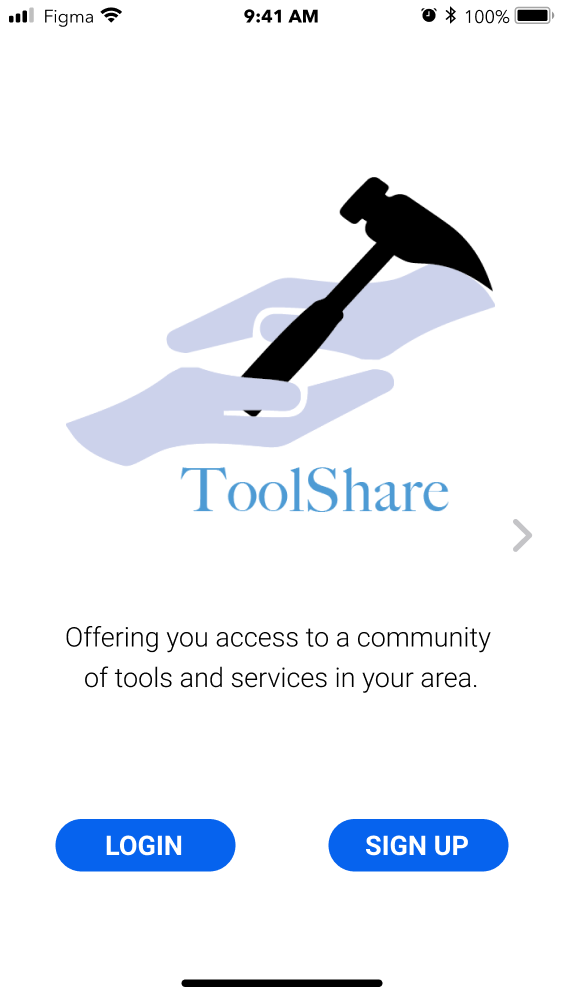 Figma 9:41 AM 100%
ToolShare
Offering you access to a community
of tools and services in your area.
LOGIN SIGN UP